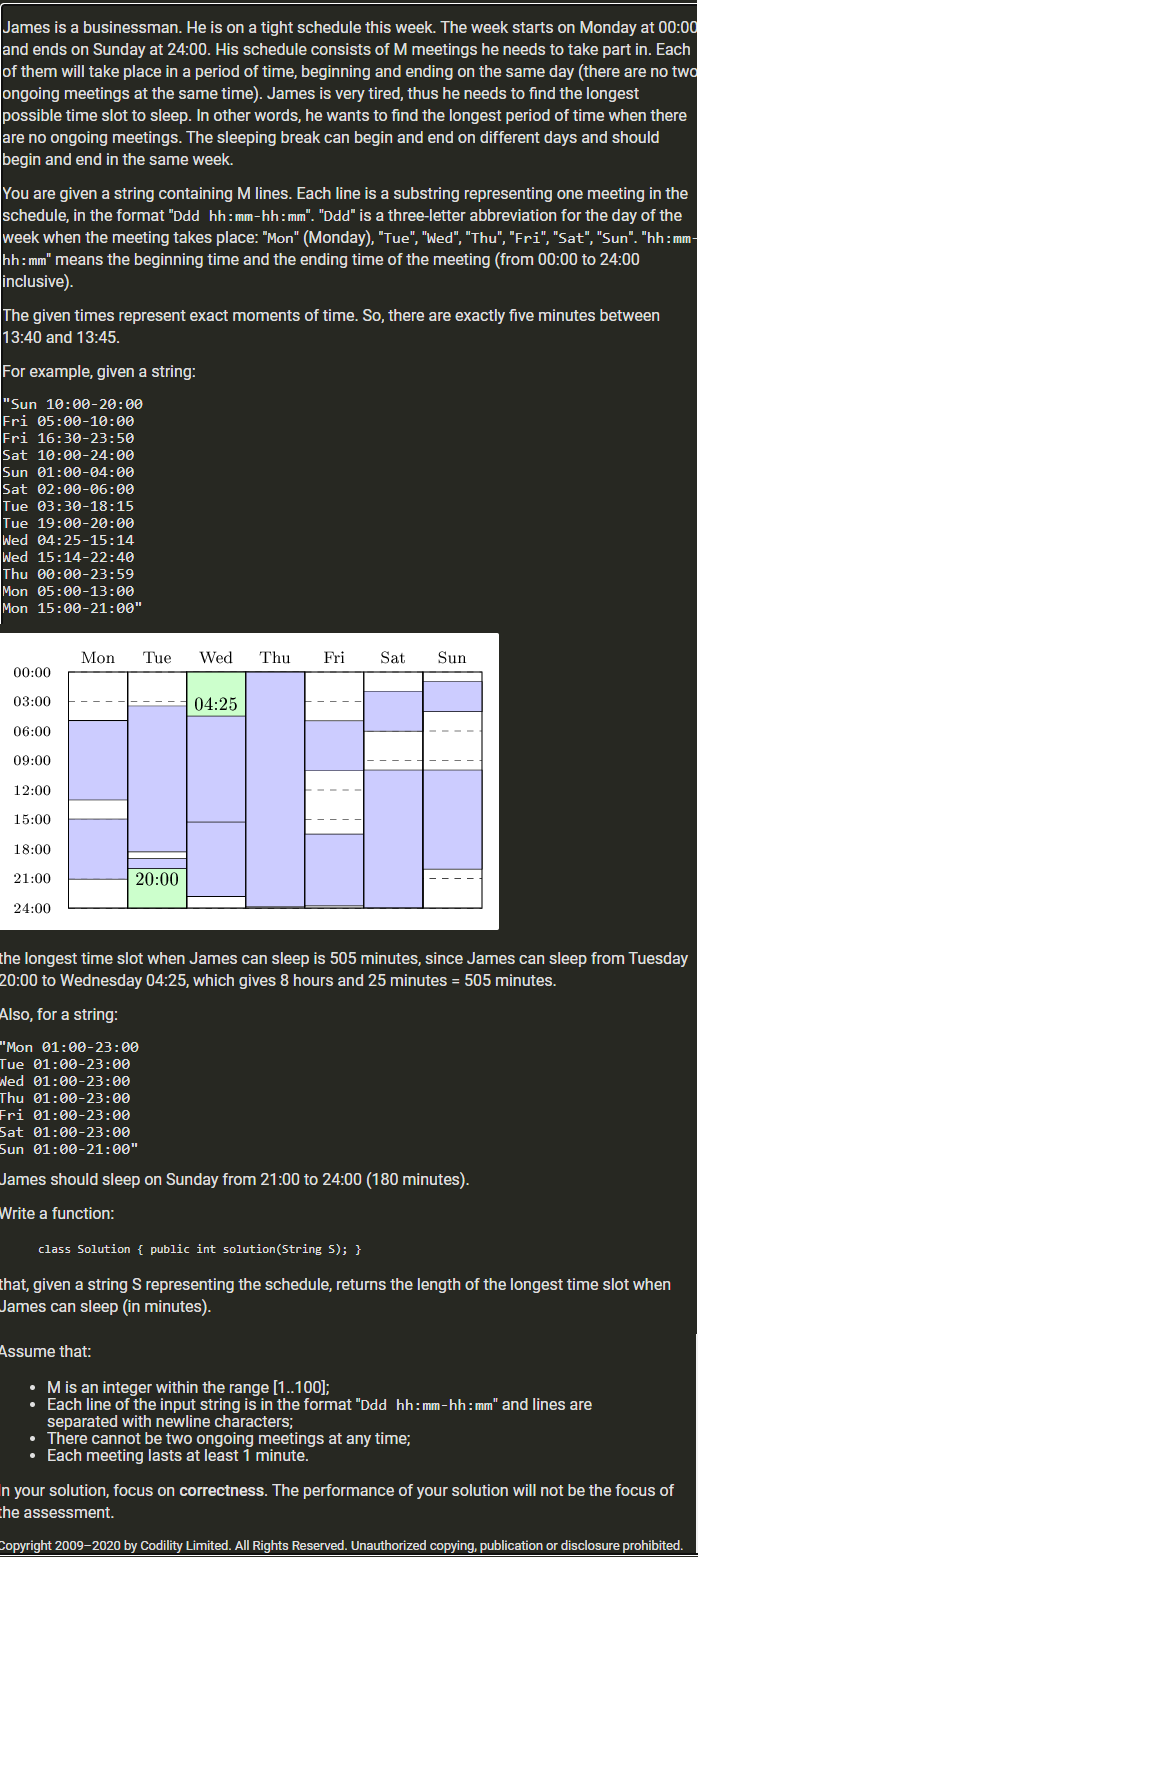 James is a businessman. He is on a tight schedule this week. The week starts on Monday at 00:00
and ends on Sunday at 24:00. His schedule consists of M meetings he needs to take part in. Each
of them will take place in a period of time, beginning and ending on the same day (there are no two
ongoing meetings at the same time). James is very tired, thus he needs to find the longest
possible time slot to sleep. In other words, he wants to find the longest period of time when there
are no ongoing meetings. The sleeping break can begin and end on different days and should
begin and end in the same week.
You are given a string containing M lines. Each line is a substring representing one meeting in the
schedule, in the format "Ddd hh:mm-hh:mm". "Ddd" is a three-letter abbreviation for the day of the
week when the meeting takes place: "Mon" (Monday), "Tue", "Wed", "Thu", "Fri", "Sat", "Sun". "hh:mm-
hh:mm" means the beginning time and the ending time of the meeting (from 00:00 to 24:00
inclusive).
The given times represent exact moments of time. So, there are exactly five minutes between
13:40 and 13:45.
For example, given a string:
"Sun 10:00-20:00
Fri 05:00-10:00
Fri 16:30-23:50
Sat 10:00-24:00
Sun 01:00-04:00
Sat 02:00-06:00
Tue 03:30-18:15
Tue 19:00-20:00
Wed 04:25-15:14
Wed 15:14-22:40
Thu 00:00-23:59
Mon 05:00-13:00
Mon 15:00-21:00"
Mon Tue Wed Thu Fri Sat Sun
00:00
03:00 04:25
06:00
09:00
12:00
15:00
18:00
21:00 20:00
24:00
the longest time slot when James can sleep is 505 minutes, since James can sleep from Tuesday
20:00 to Wednesday 04:25, which gives 8 hours and 25 minutes = 505 minutes.
Also, for a string:
"Mon 01:00-23:00
Tue 01:00-23:00
Wed 01:00-23:00
Thu 01:00-23:00
Fri 01:00-23:00
Sat 01:00-23:00
Sun 01:00-21:00"
James should sleep on Sunday from 21:00 to 24:00 (180 minutes).
Write a function:
class Solution { public int solution(String S); }
that, given a string S representing the schedule, returns the length of the longest time slot when
James can sleep (in minutes).
Assume that:
• M is an integer within the range [1..100];
• Each line of the input string is in the format "Ddd hh:mm-hh:mm" and lines are
separated with newline characters;
• There cannot be two ongoing meetings at any time;
• Each meeting lasts at least 1 minute.
In your solution, focus on correctness. The performance of your solution will not be the focus of
the assessment.
Copyright 2009–2020 by Codility Limited. All Rights Reserved. Unauthorized copying, publication or disclosure prohibited.